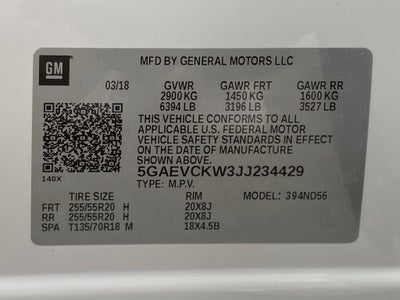 GM
MFD BY GENERAL MOTORS LLC
03/18 GVWR GAWR FRT GAWR RR
2900 KG 1450 KG 1600 KG
6394 LB 3196 LB 3527 LB
THIS VEHICLE CONFORMS TO ALL
APPLICABLE U.S. FEDERAL MOTOR
VEHICLE SAFETY STANDARDS IN EFFECT
ON THE DATE OF MANUFACTURE
SHOWN ABOVE.
140X 5GAEVCKW3JJ234429
TYPE: M.P.V. MODEL: 394ND56
TIRE SIZE RIM
FRT 255/55R20 H 20X8J
RR 255/55R20 H 20X8J
SPA T135/70R18 M 18X4.5B